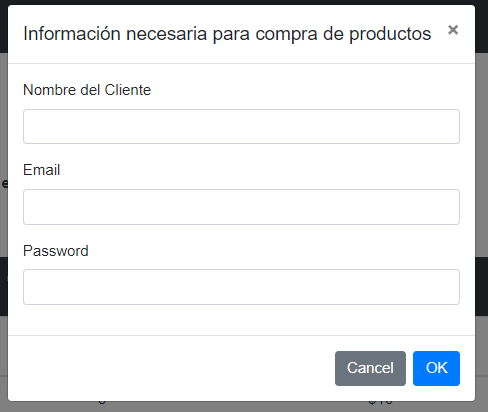 Información necesaria para compra de productos ×
Nombre del Cliente
Email
Password
Cancel OK